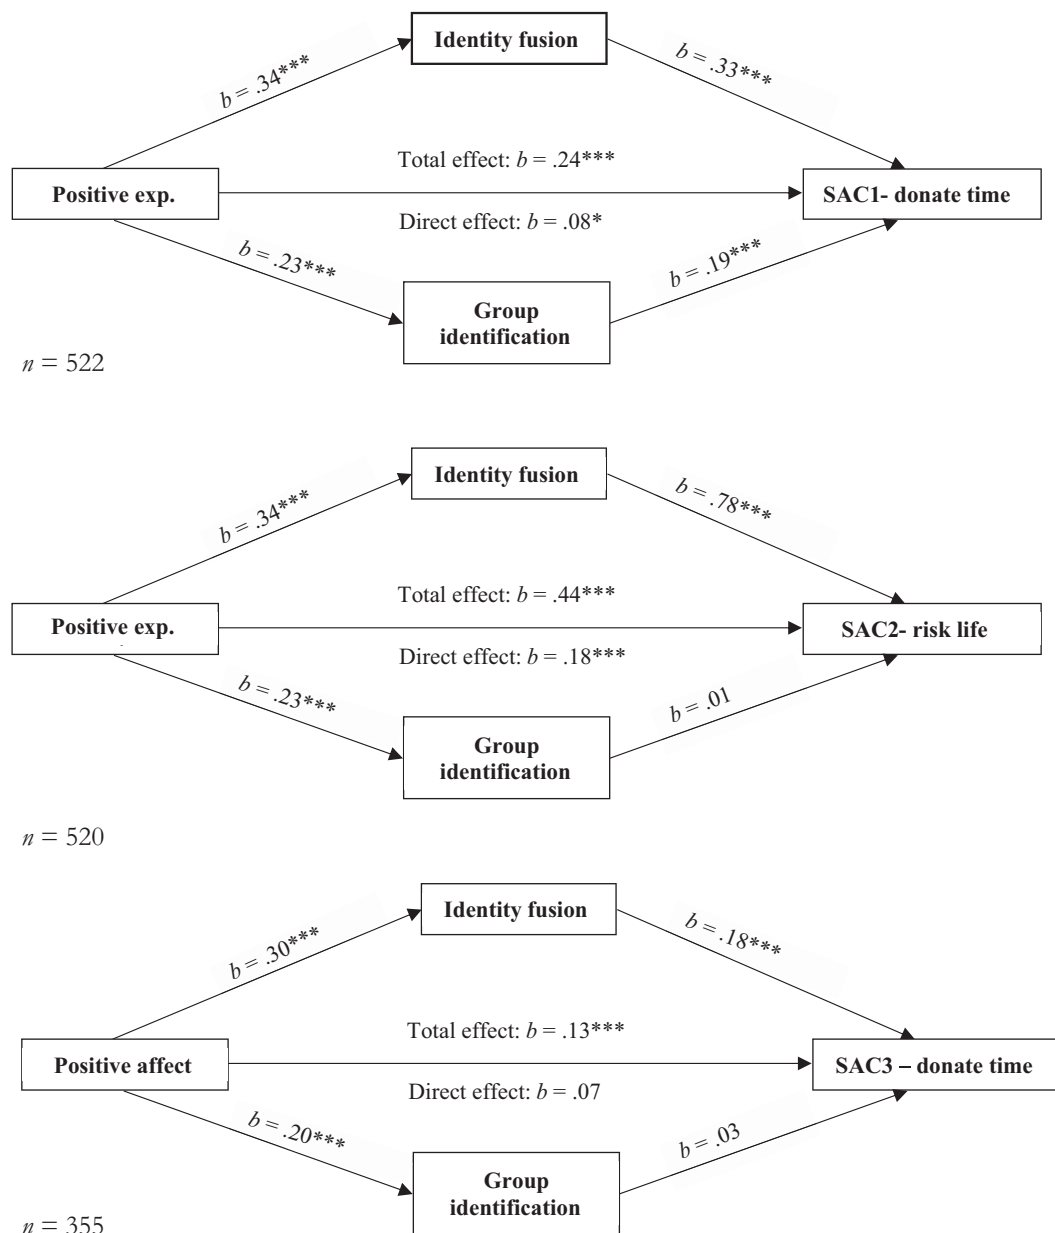 Identity fusion
b = .34***
b = .33***
Total effect: b = .24***
Positive exp.
SAC1- donate time
Direct effect: b = .08*
b = .23***
b = .19***
Group
identification
n = 522
Identity fusion
b = .34***
b = .78***
Total effect: b = .44***
Positive exp.
SAC2- risk life
Direct effect: b = .18***
b = .23***
b = .01
Group
identification
n = 520
Identity fusion
b = .30***
b = .18***
Total effect: b = .13***
Positive affect
SAC3 – donate time
Direct effect: b = .07
b = .20***
b = .03
Group
identification
n = 355